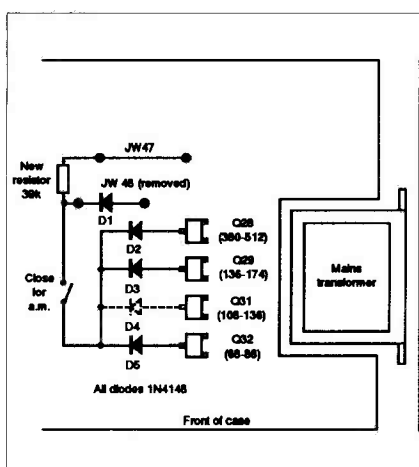 JW47
New
resistor
39k
JW 46 (removed)
D1
Q28
(380-512)
D2
Q29
(136-174)
D3
Close
for
a.m.
Q31
(108-136)
D4
Q32
(66-88)
D5
Mains
transformer
All diodes 1N4148
Front of case